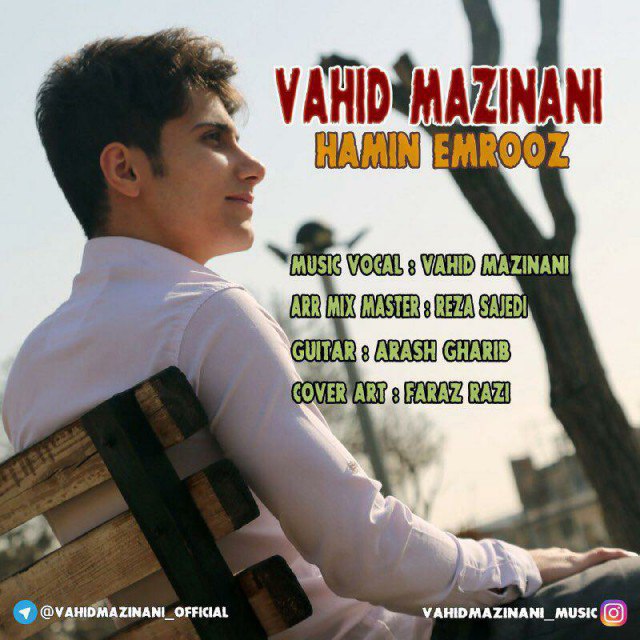 VAHID MAZINANI
HAMIN EMROOZ
MUSIC VOCAL : VAHID MAZINANI
ARR MIX MASTER : REZA SAJEDI
GUITAR : ARASH GHARIB
COVER ART : FARAZ RAZI
@VAHIDMAZINANI_OFFICIAL
VAHIDMAZINANI_MUSIC